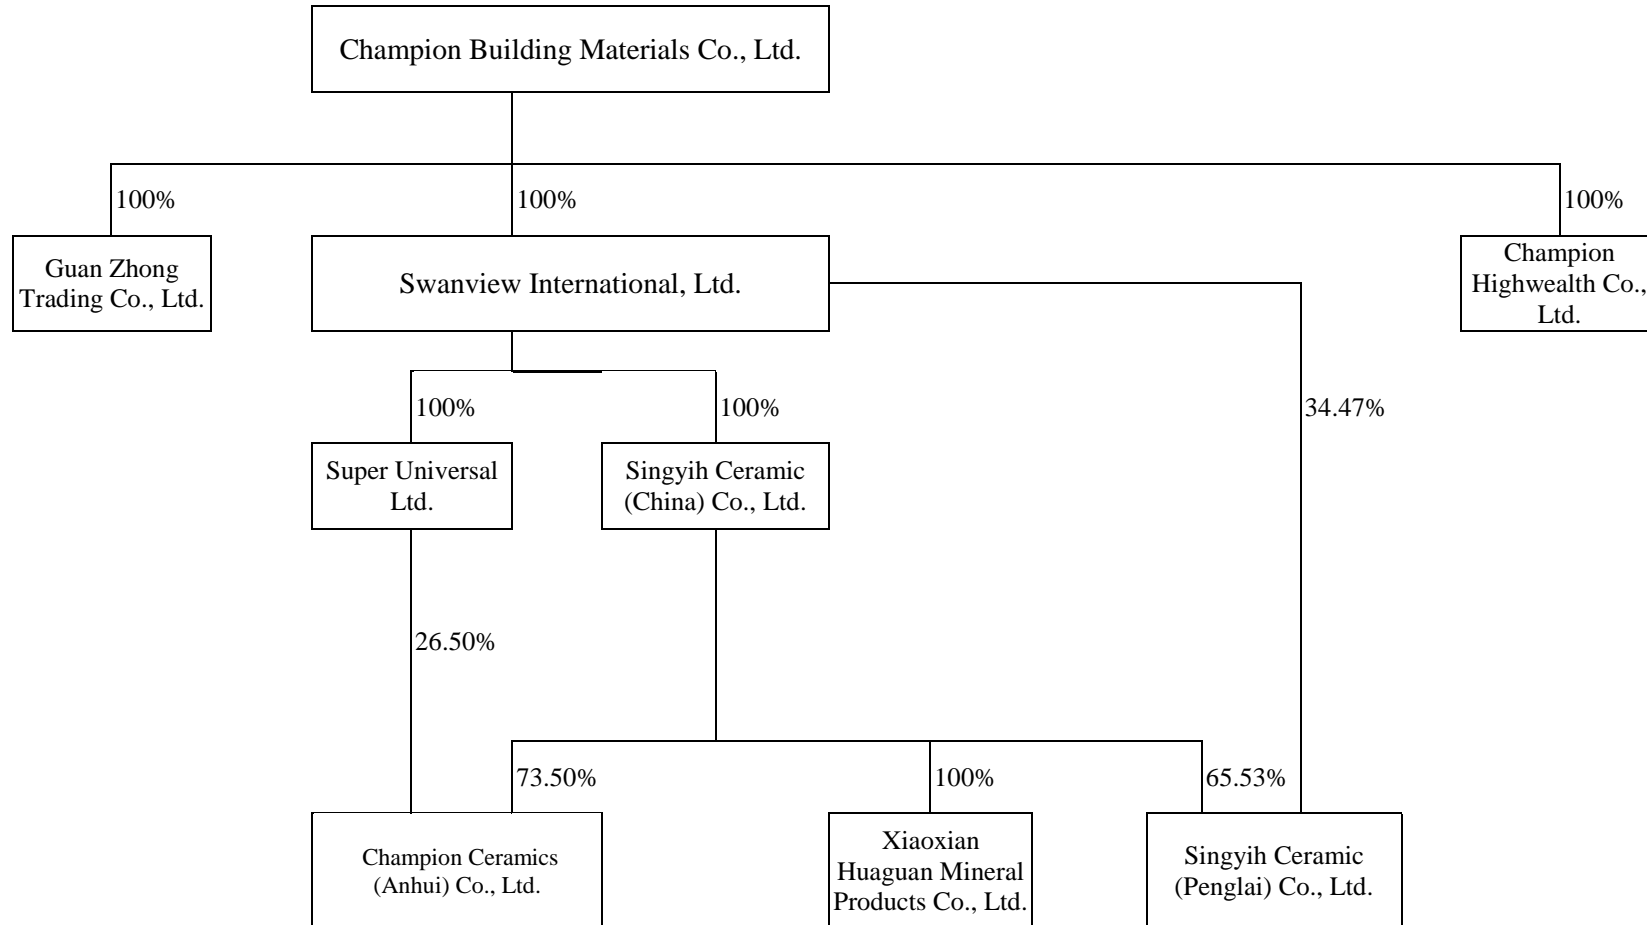 Champion Building Materials Co., Ltd.
100%
100%
100%
Guan Zhong
Trading Co., Ltd.
Swanview International, Ltd.
Champion
Highwealth Co.,
Ltd.
100%
100%
34.47%
Super Universal
Ltd.
Singyih Ceramic
(China) Co., Ltd.
26.50%
73.50%
100%
65.53%
Champion Ceramics
(Anhui) Co., Ltd.
Xiaoxian
Huaguan Mineral
Products Co., Ltd.
Singyih Ceramic
(Penglai) Co., Ltd.